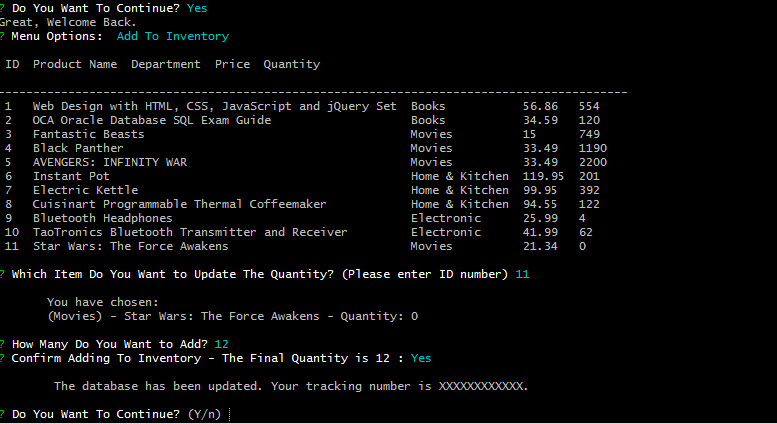 ? Do You Want To Continue? Yes
Great, Welcome Back.
? Menu Options:  Add To Inventory
ID  Product Name  Department  Price  Quantity
------------------------------------------------------------------------------------------
1   Web Design with HTML, CSS, JavaScript and jQuery Set  Books           56.86   554
2   OCA Oracle Database SQL Exam Guide                    Books           34.59   120
3   Fantastic Beasts                                      Movies          15      749
4   Black Panther                                         Movies          33.49   1190
5   AVENGERS: INFINITY WAR                                Movies          33.49   2200
6   Instant Pot                                           Home & Kitchen  119.95  201
7   Electric Kettle                                       Home & Kitchen  99.95   392
8   Cuisinart Programmable Thermal Coffeemaker            Home & Kitchen  94.55   122
9   Bluetooth Headphones                                  Electronic      25.99   4
10  TaoTronics Bluetooth Transmitter and Receiver         Electronic      41.99   62
11  Star Wars: The Force Awakens                          Movies          21.34   0
? Which Item Do You Want to Update The Quantity? (Please enter ID number) 11
You have chosen:
(Movies) - Star Wars: The Force Awakens - Quantity: 0
? How Many Do You Want to Add? 12
? Confirm Adding To Inventory - The Final Quantity is 12 : Yes
The database has been updated. Your tracking number is XXXXXXXXXXXX.
? Do You Want To Continue? (Y/n)